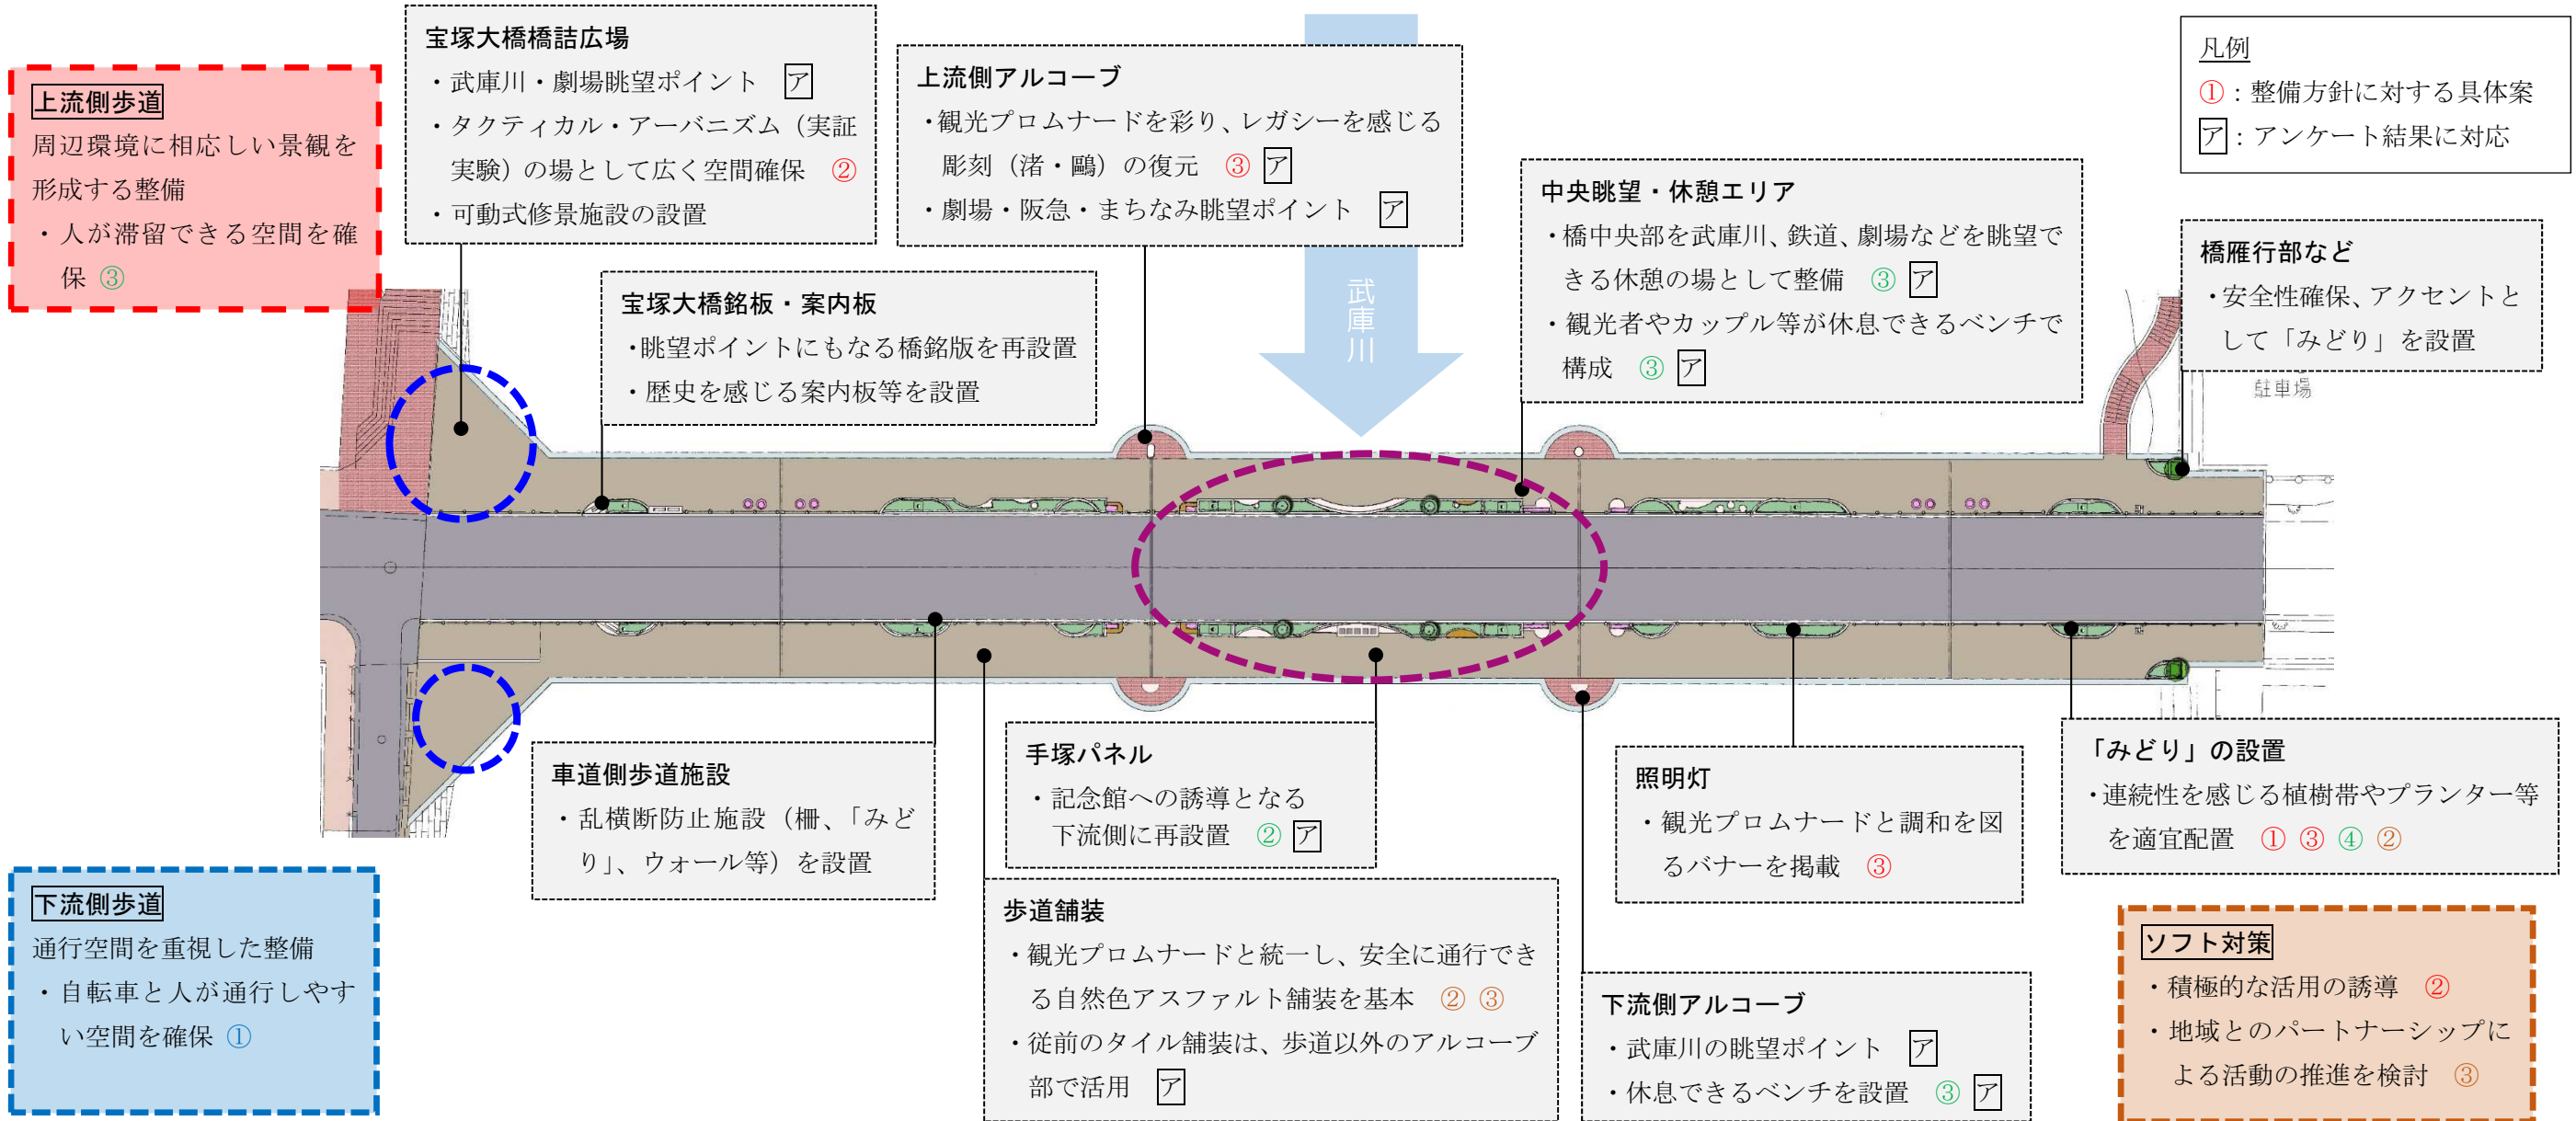 上流側歩道
周辺環境に相応しい景観を
形成する整備
・人が滞留できる空間を確
保 ③
宝塚大橋橋詰広場
・武庫川・劇場眺望ポイント ア
・タクティカル・アーバニズム（実証
実験）の場として広く空間確保 ②
・可動式修景施設の設置
上流側アルコーブ
・観光プロムナードを彩り、レガシーを感じる
彫刻（渚・鷗）の復元 ③ ア
・劇場・阪急・まちなみ眺望ポイント ア
凡例
①：整備方針に対する具体案
ア：アンケート結果に対応
中央眺望・休憩エリア
・橋中央部を武庫川、鉄道、劇場などを眺望で
きる休憩の場として整備 ③ ア
・観光者やカップル等が休息できるベンチで
構成 ③ ア
橋雁行部など
・安全性確保、アクセントと
して「みどり」を設置
宝塚大橋銘板・案内板
・眺望ポイントにもなる橋銘版を再設置
・歴史を感じる案内板等を設置
武庫川
駐車場
車道側歩道施設
・乱横断防止施設（柵、「みど
り」、ウォール等）を設置
手塚パネル
・記念館への誘導となる
下流側に再設置 ② ア
照明灯
・観光プロムナードと調和を図
るバナーを掲載 ③
「みどり」の設置
・連続性を感じる植樹帯やプランター等
を適宜配置 ① ③ ④ ②
下流側歩道
通行空間を重視した整備
・自転車と人が通行しやす
い空間を確保 ①
歩道舗装
・観光プロムナードと統一し、安全に通行でき
る自然色アスファルト舗装を基本 ② ③
・従前のタイル舗装は、歩道以外のアルコーブ
部で活用 ア
下流側アルコーブ
・武庫川の眺望ポイント ア
・休息できるベンチを設置 ③ ア
ソフト対策
・積極的な活用の誘導 ②
・地域とのパートナーシップに
よる活動の推進を検討 ③